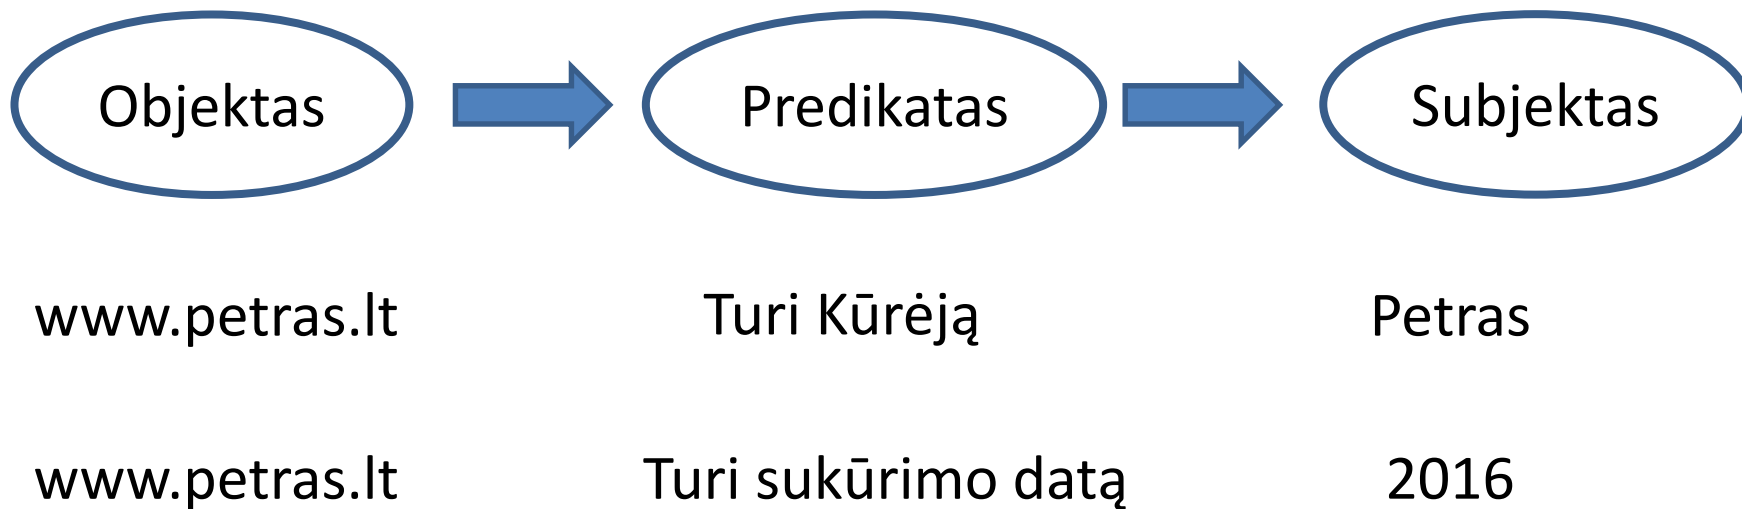 Objektas Predikatas Subjektas
www.petras.lt Turi Kūrėją Petras
www.petras.lt Turi sukūrimo datą 2016